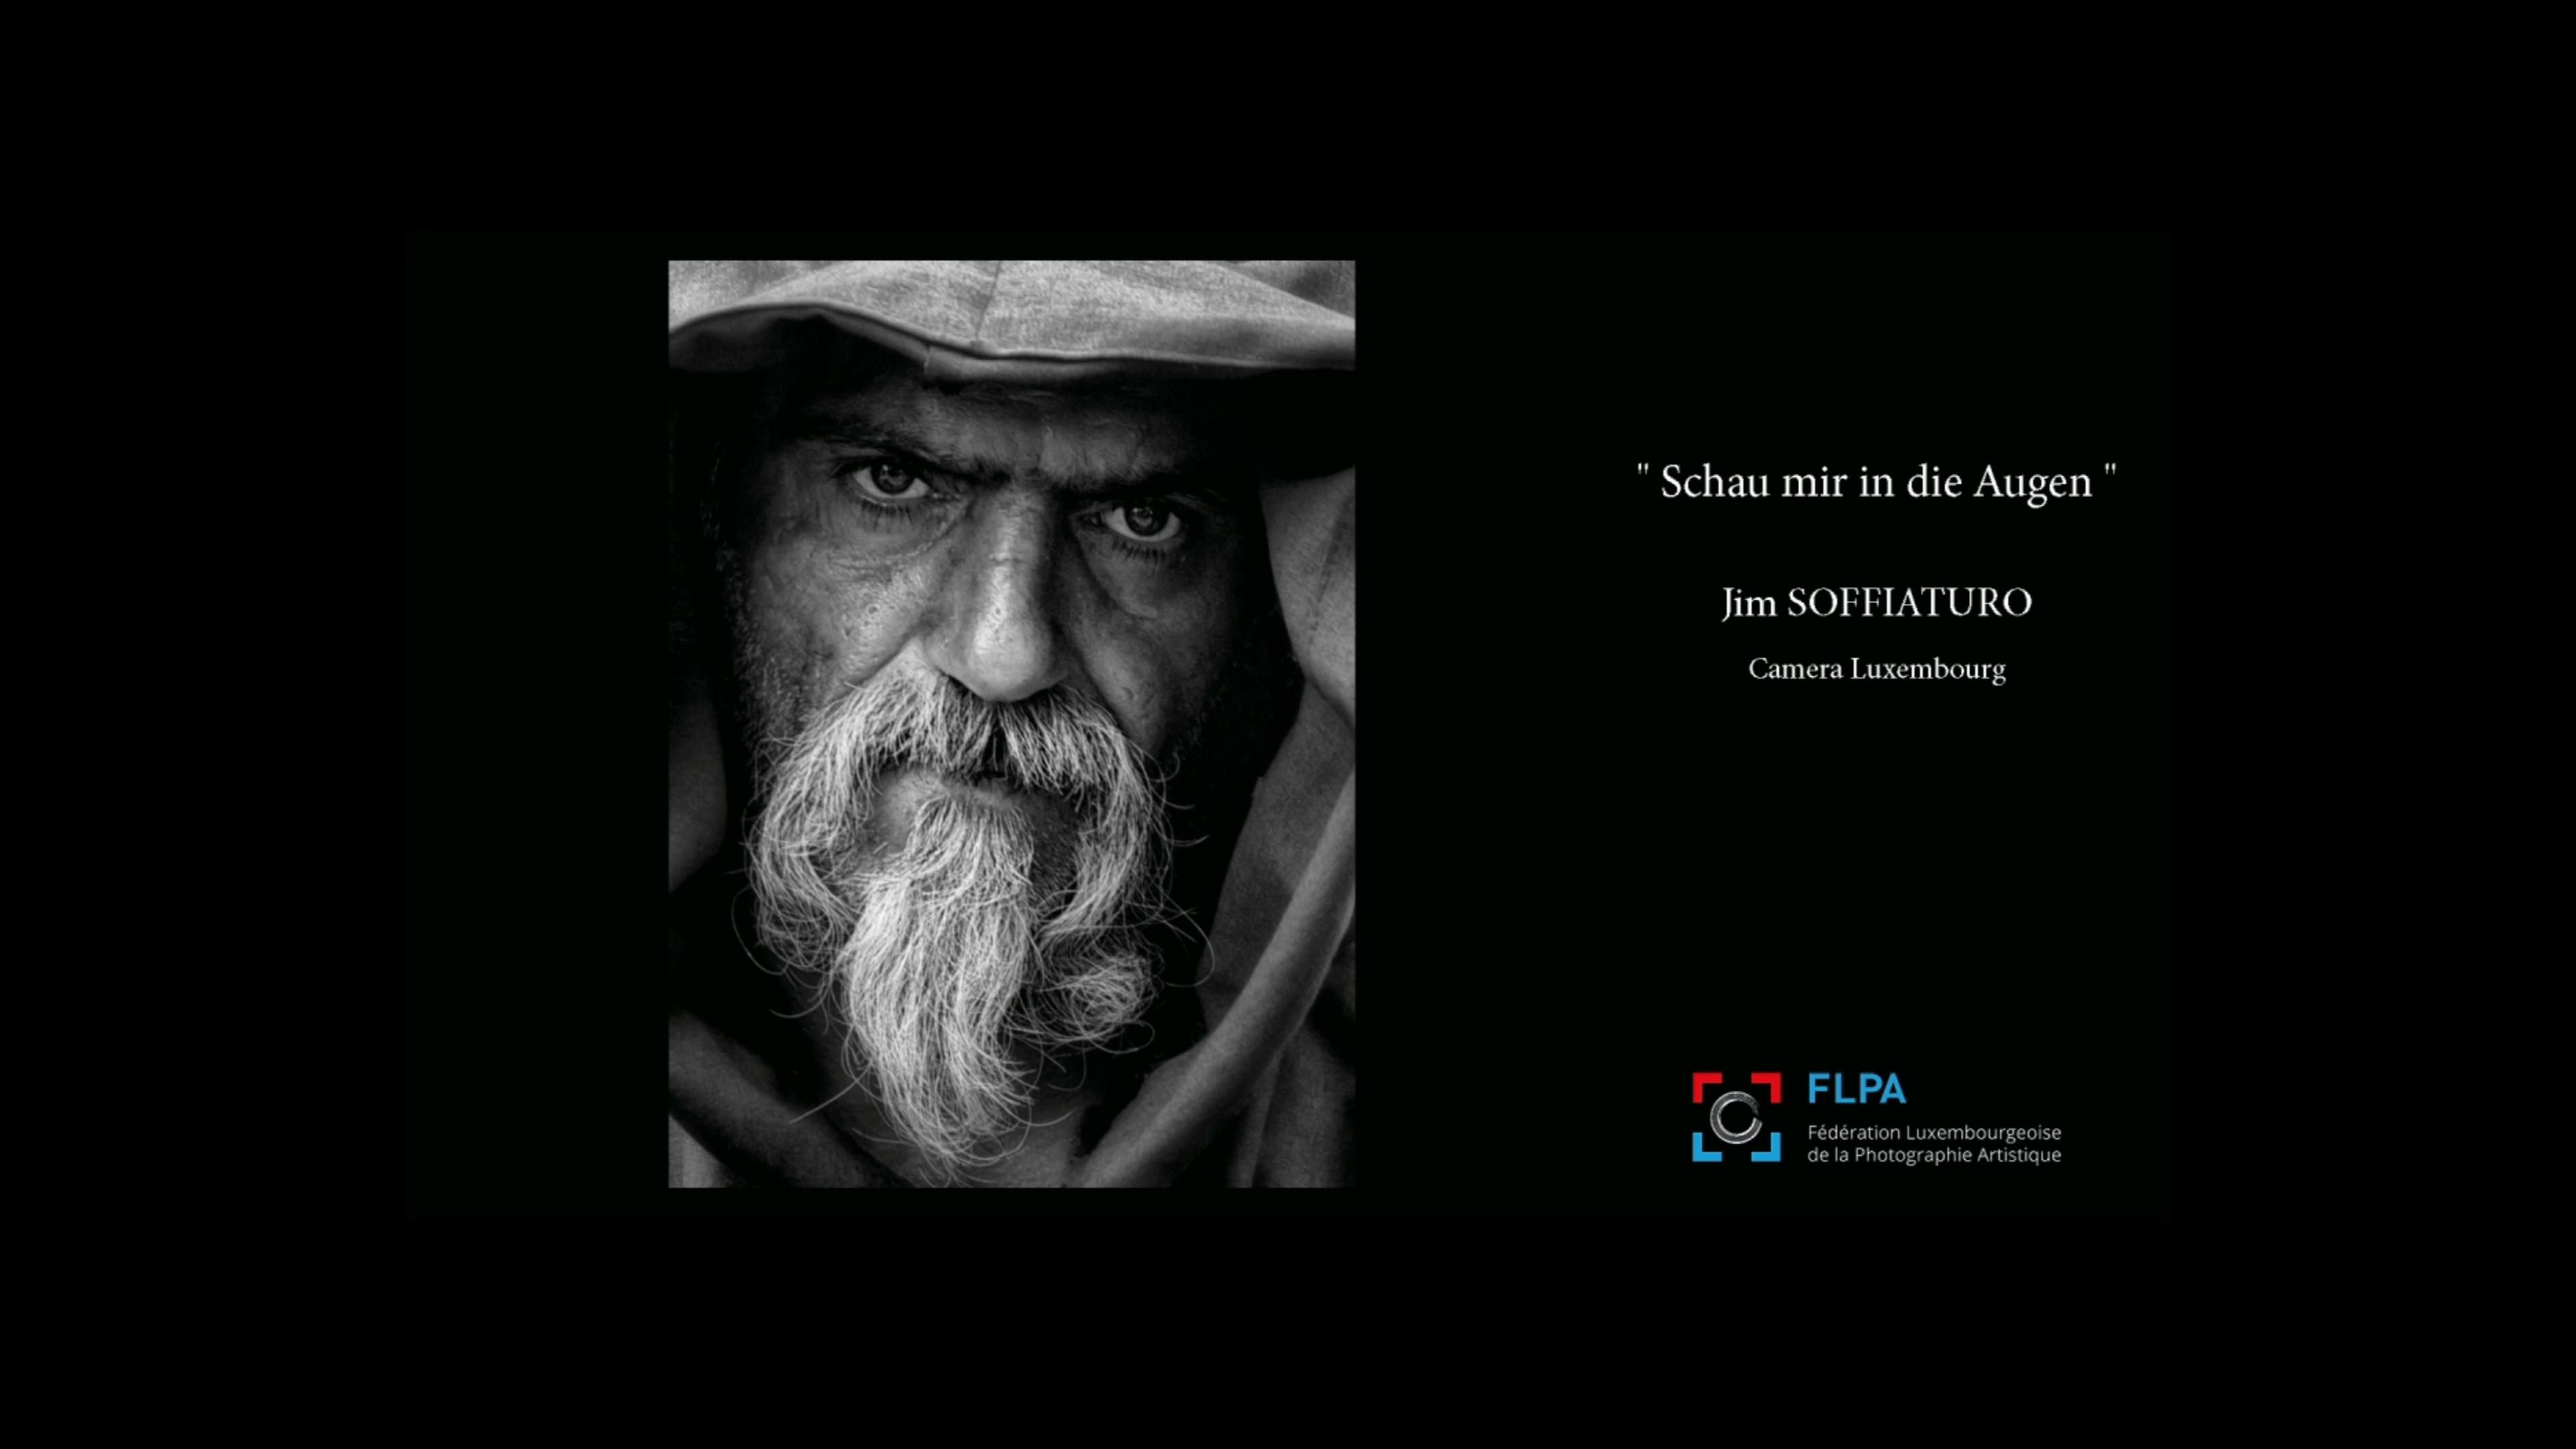 " Schau mir in die Augen "
Jim SOFFIATURO
Camera Luxembourg
FLPA
Fédération Luxembourgeoise
de la Photographie Artistique